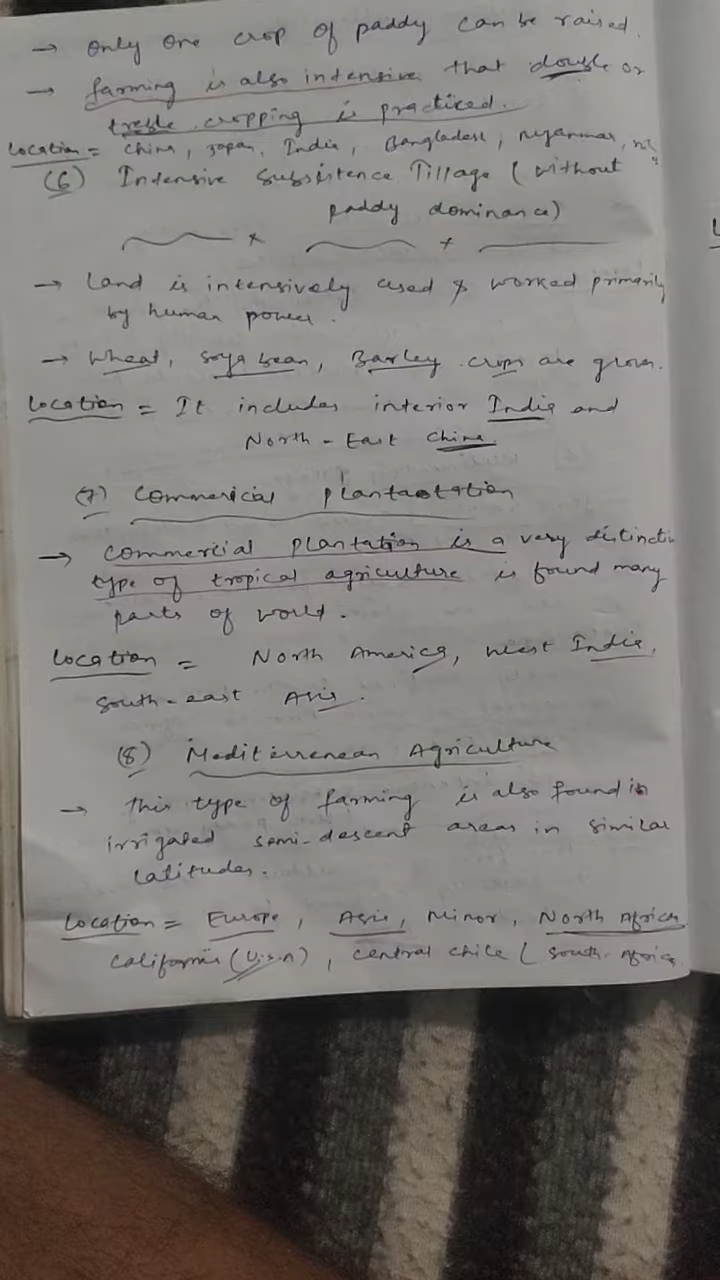 → Only one crop of paddy can be raised.
→ farming is also intensive that double or
treble cropping is practiced.
Location = China, Japan, India, Bangladesh, Myanmar,
(6) Intensive Subsistence Tillage (without
paddy dominance)
→ Land is intensively used & worked primarily
by human power.
→ Wheat, Soya bean, Barley crops are grown.
Location = It includes interior India and
North-East China
(7) Commericial plantaotation
→ Commercial plantation is a very distincti
type of tropical agriculture is found many
parts of world.
Location = North America, West India,
South-east Asia.
(8) Mediterrenean Agriculture
→ this type of farming is also found in
irrigated semi-descent areas in similar
latitudes.
Location = Europe, Asia, Minor, North Africa
California (U.S.A), central chile ( South-Africa